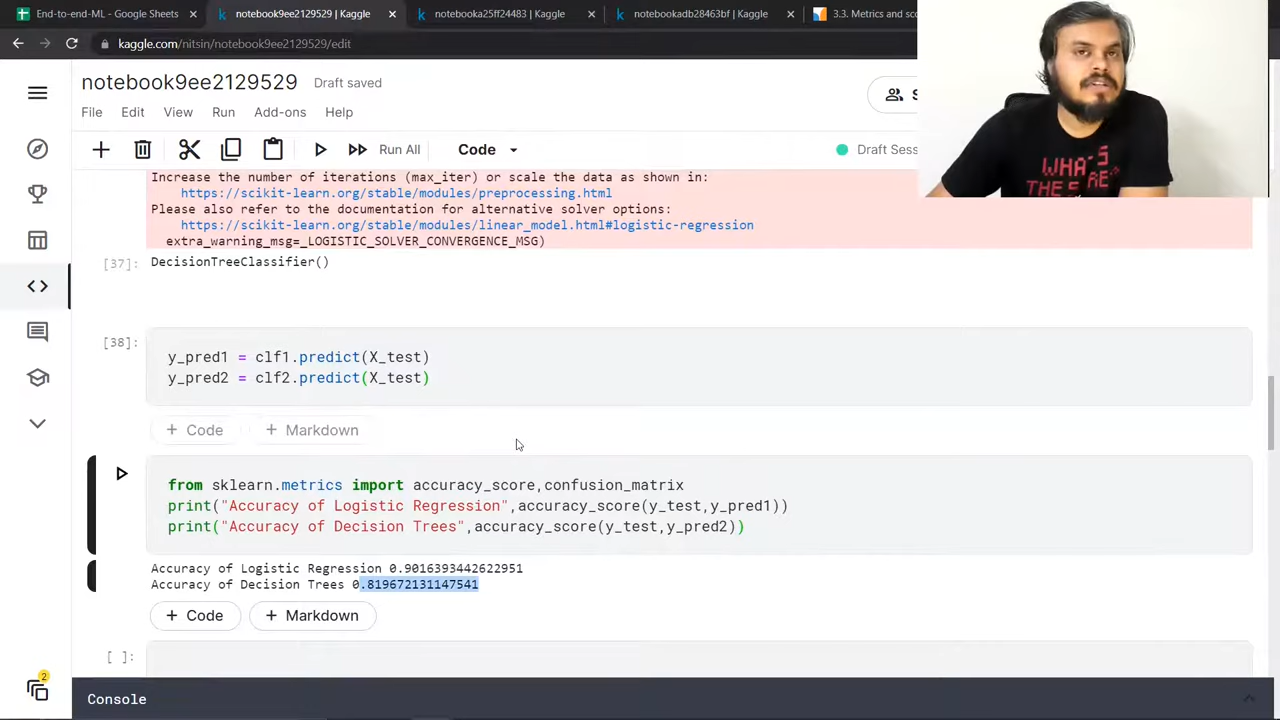 End-to-end-ML - Google Sheets
notebook9ee2129529 | Kaggle
notebooka25ff24483 | Kaggle
notebookadb28463bf | Kaggle
3.3. Metrics and sco
kaggle.com/nitsin/notebook9ee2129529/edit
notebook9ee2129529
Draft saved
File Edit View Run Add-ons Help
Run All
Code
Draft Sess
WHA'S
THE
Increase the number of iterations (max_iter) or scale the data as shown in:
https://scikit-learn.org/stable/modules/preprocessing.html
Please also refer to the documentation for alternative solver options:
https://scikit-learn.org/stable/modules/linear_model.html#logistic-regression
extra_warning_msg=_LOGISTIC_SOLVER_CONVERGENCE_MSG)
[37]: DecisionTreeClassifier()
[38]: y_pred1 = clf1.predict(X_test)
y_pred2 = clf2.predict(X_test)
+ Code + Markdown
from sklearn.metrics import accuracy_score,confusion_matrix
print("Accuracy of Logistic Regression",accuracy_score(y_test,y_pred1))
print("Accuracy of Decision Trees",accuracy_score(y_test,y_pred2))
Accuracy of Logistic Regression 0.9016393442622951
Accuracy of Decision Trees 0.819672131147541
+ Code + Markdown
[ ]:
2
Console